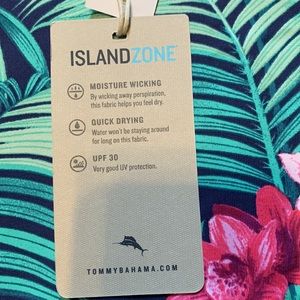 ISLANDZONE
MOISTURE WICKING
By wicking away perspiration,
this fabric helps you feel dry.
QUICK DRYING
Water won't be staying around
for long on this fabric.
UPF 30
Very good UV protection.
TOMMYBAHAMA.COM